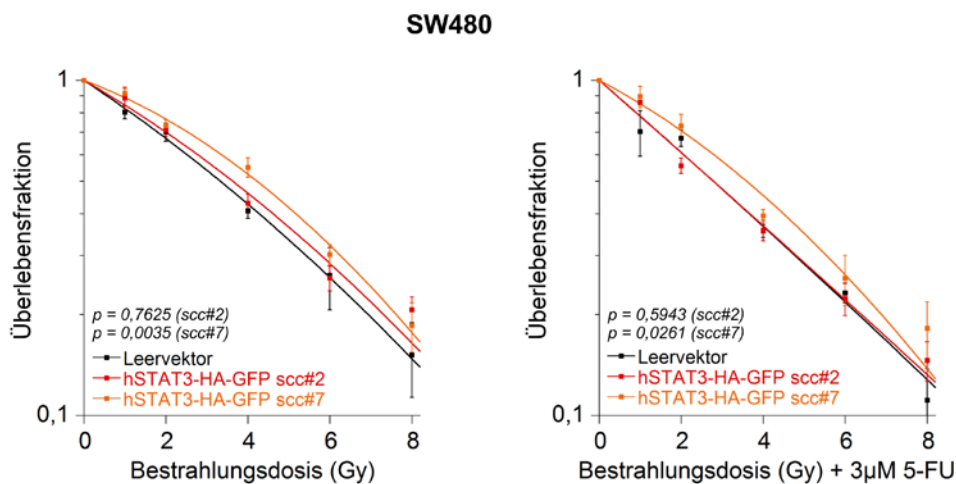 SW480
1
0,1
Überlebensfraktion
p = 0,7625 (scc#2)
p = 0,0035 (scc#7)
Leervektor
hSTAT3-HA-GFP scc#2
hSTAT3-HA-GFP scc#7
0 2 4 6 8
Bestrahlungsdosis (Gy)
1
0,1
Überlebensfraktion
p = 0,5943 (scc#2)
p = 0,0261 (scc#7)
Leervektor
hSTAT3-HA-GFP scc#2
hSTAT3-HA-GFP scc#7
0 2 4 6 8
Bestrahlungsdosis (Gy) + 3µM 5-FU